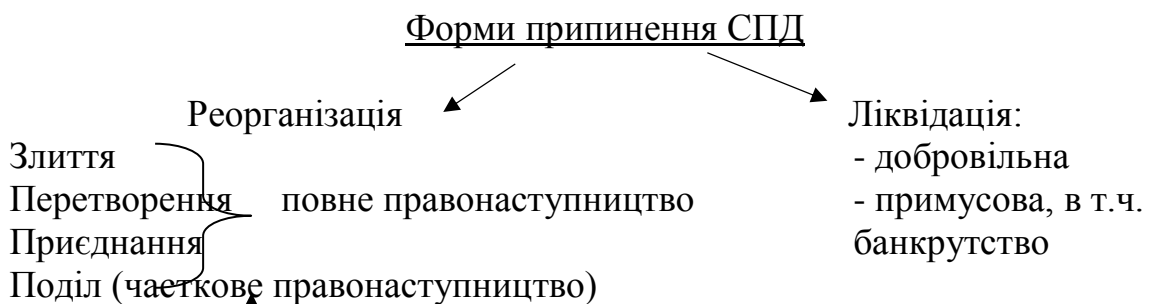 Форми припинення СПД
Реорганізація
Злиття
Перетворення повне правонаступництво
Приєднання
Поділ (часткове правонаступництво)
Ліквідація:
- добровільна
- примусова, в т.ч.
банкрутство